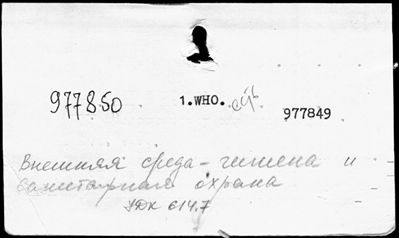 977850 1.WHO. 977849
Внешняя среда - гигиена и
санитарная охрана
УДК 614.7